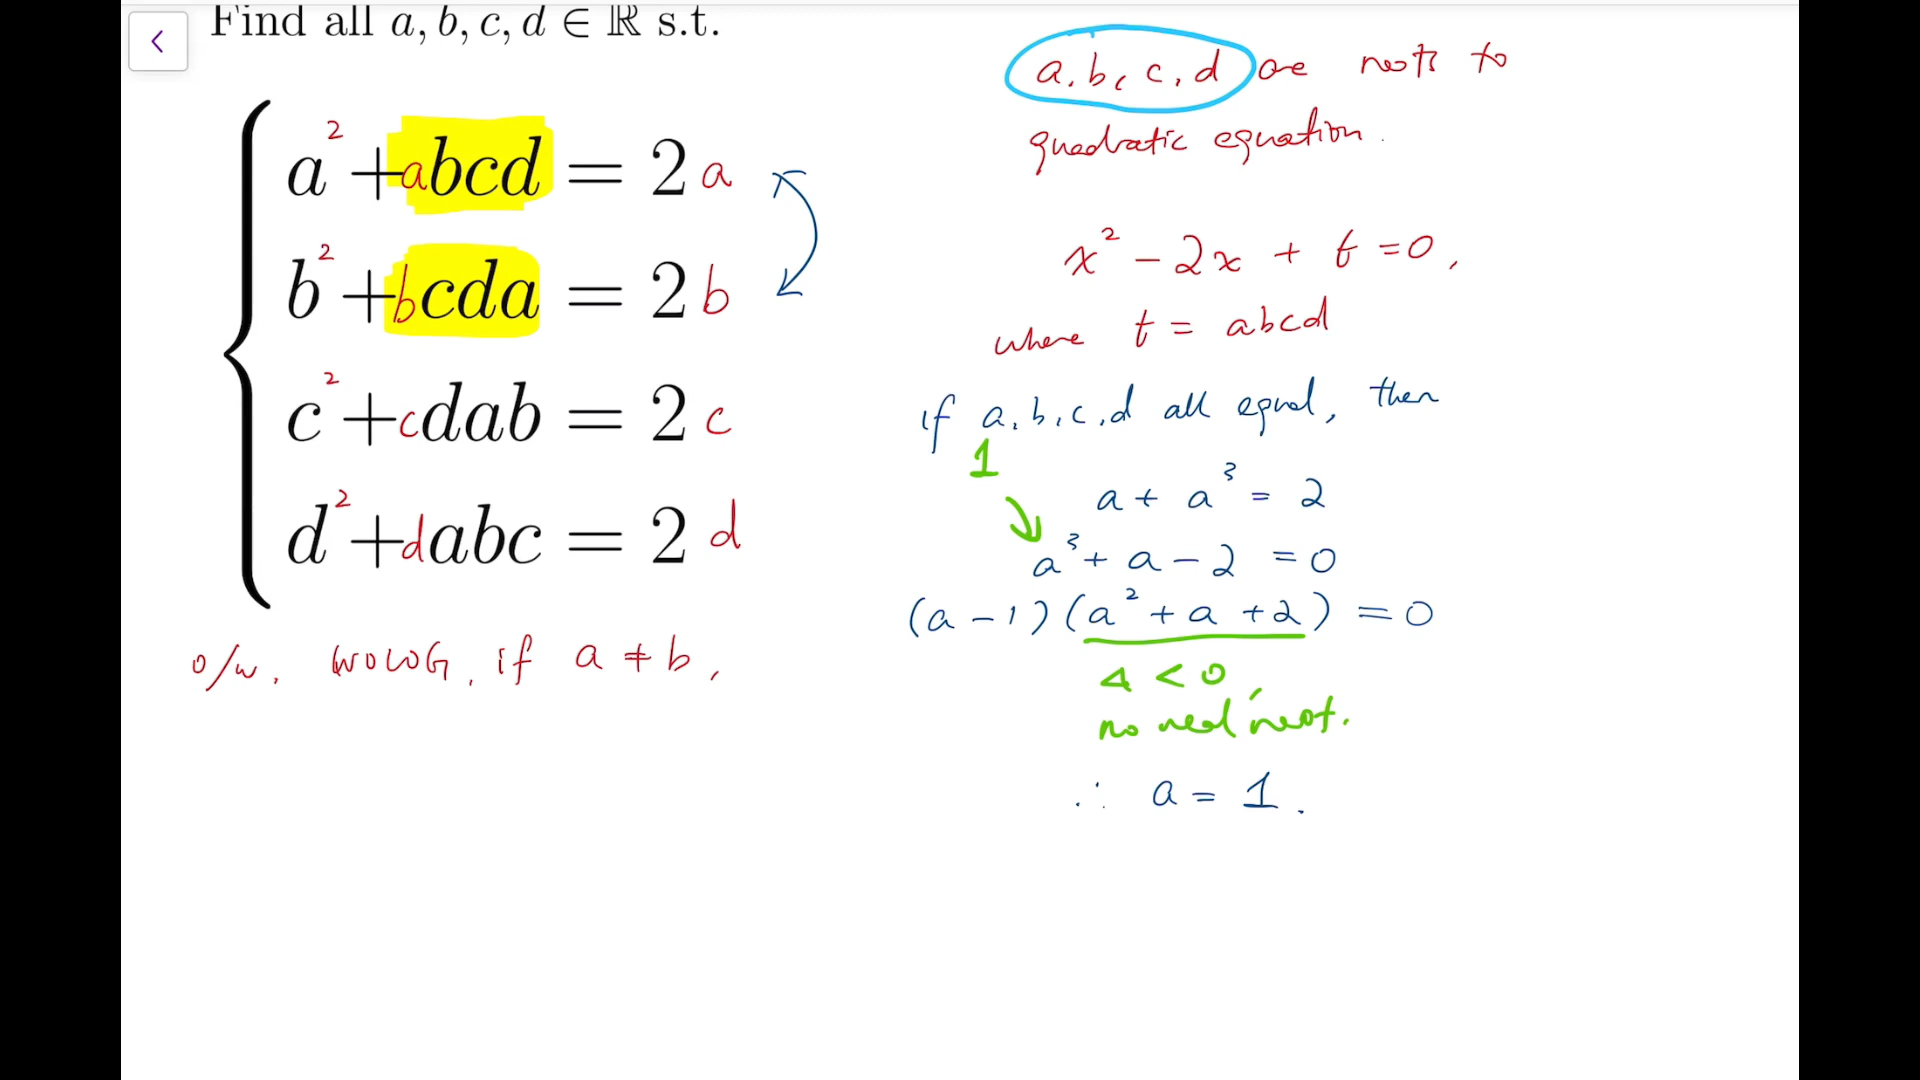 Find all a, b, c, d ∈ ℝ s.t.
a² + abcd = 2a
b² + bcda = 2b
c² + cdab = 2c
d² + dabc = 2d
o/w, WOLOG, if a ≠ b,
a, b, c, d are roots to
quadratic equation.
x² - 2x + t = 0,
where t = abcd
if a, b, c, d all equal, then
1
a + a³ = 2
a³ + a - 2 = 0
(a - 1)(a² + a + 2) = 0
Δ < 0,
no real root.
∴ a = 1.